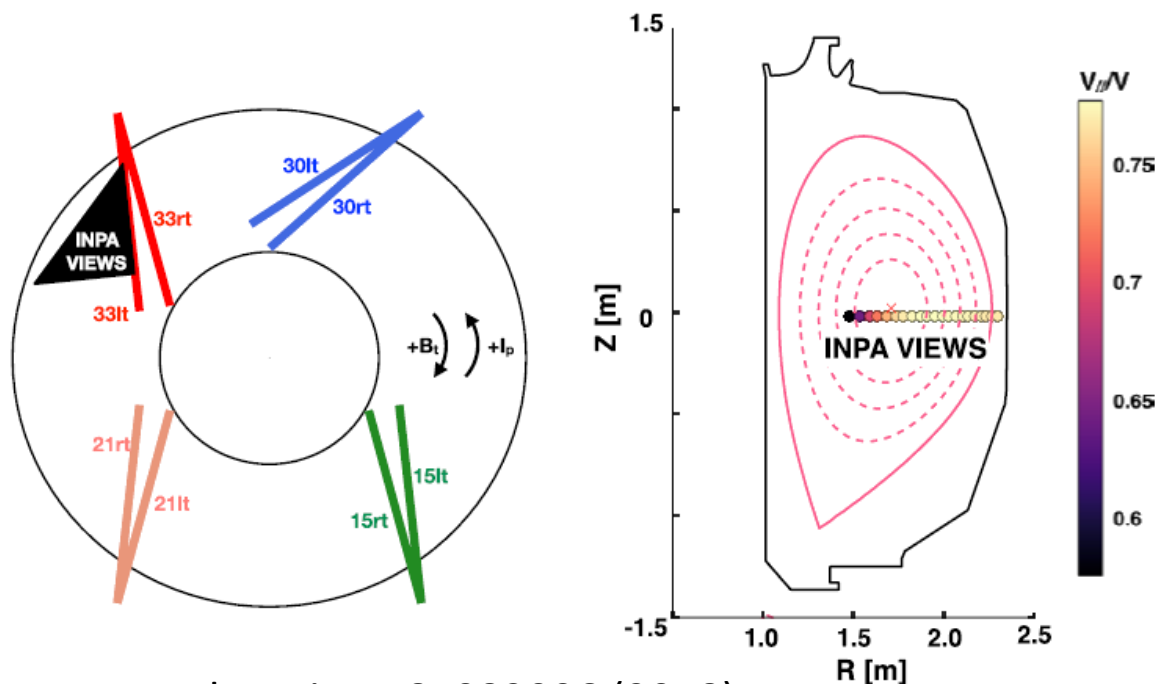 30lt
30rt
33rt
INPA
VIEWS
33lt
+Bt
+Ip
21rt
21lt
15lt
15rt
1.5
Z [m]
0
-1.5
INPA VIEWS
1.0
1.5
2.0
2.5
R [m]
V///V
0.75
0.7
0.65
0.6